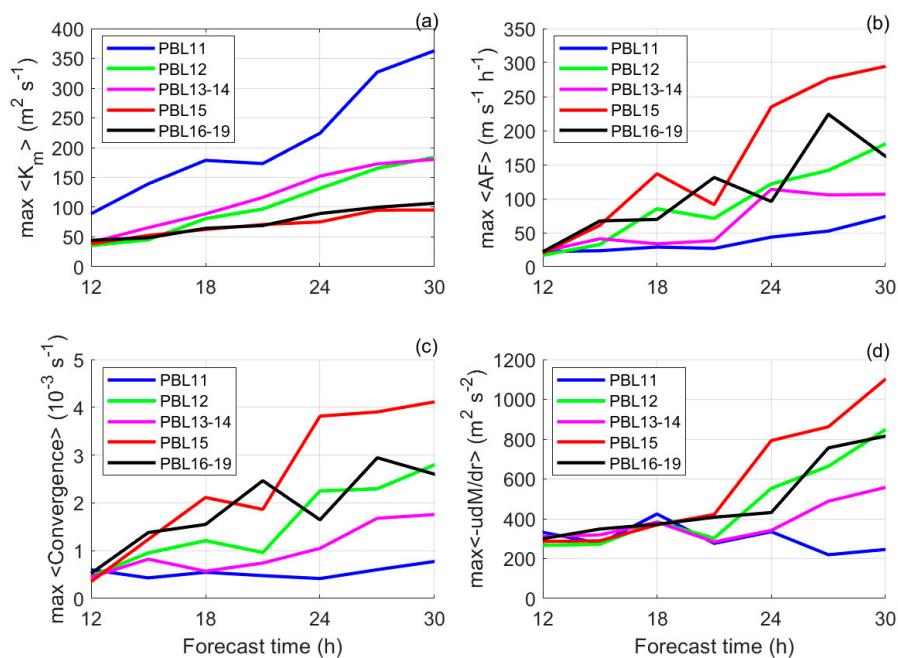 (a)
max <K_m> (m² s⁻¹)
400
350
300
250
200
150
100
50
0
PBL11
PBL12
PBL13-14
PBL15
PBL16-19
12 18 24 30
(b)
max <AF> (m s⁻¹ h⁻¹)
350
300
250
200
150
100
50
0
PBL11
PBL12
PBL13-14
PBL15
PBL16-19
12 18 24 30
(c)
max <Convergence> (10⁻³ s⁻¹)
5
4
3
2
1
0
PBL11
PBL12
PBL13-14
PBL15
PBL16-19
12 18 24 30
Forecast time (h)
(d)
max<-udM/dr> (m² s⁻²)
1200
1000
800
600
400
200
0
PBL11
PBL12
PBL13-14
PBL15
PBL16-19
12 18 24 30
Forecast time (h)